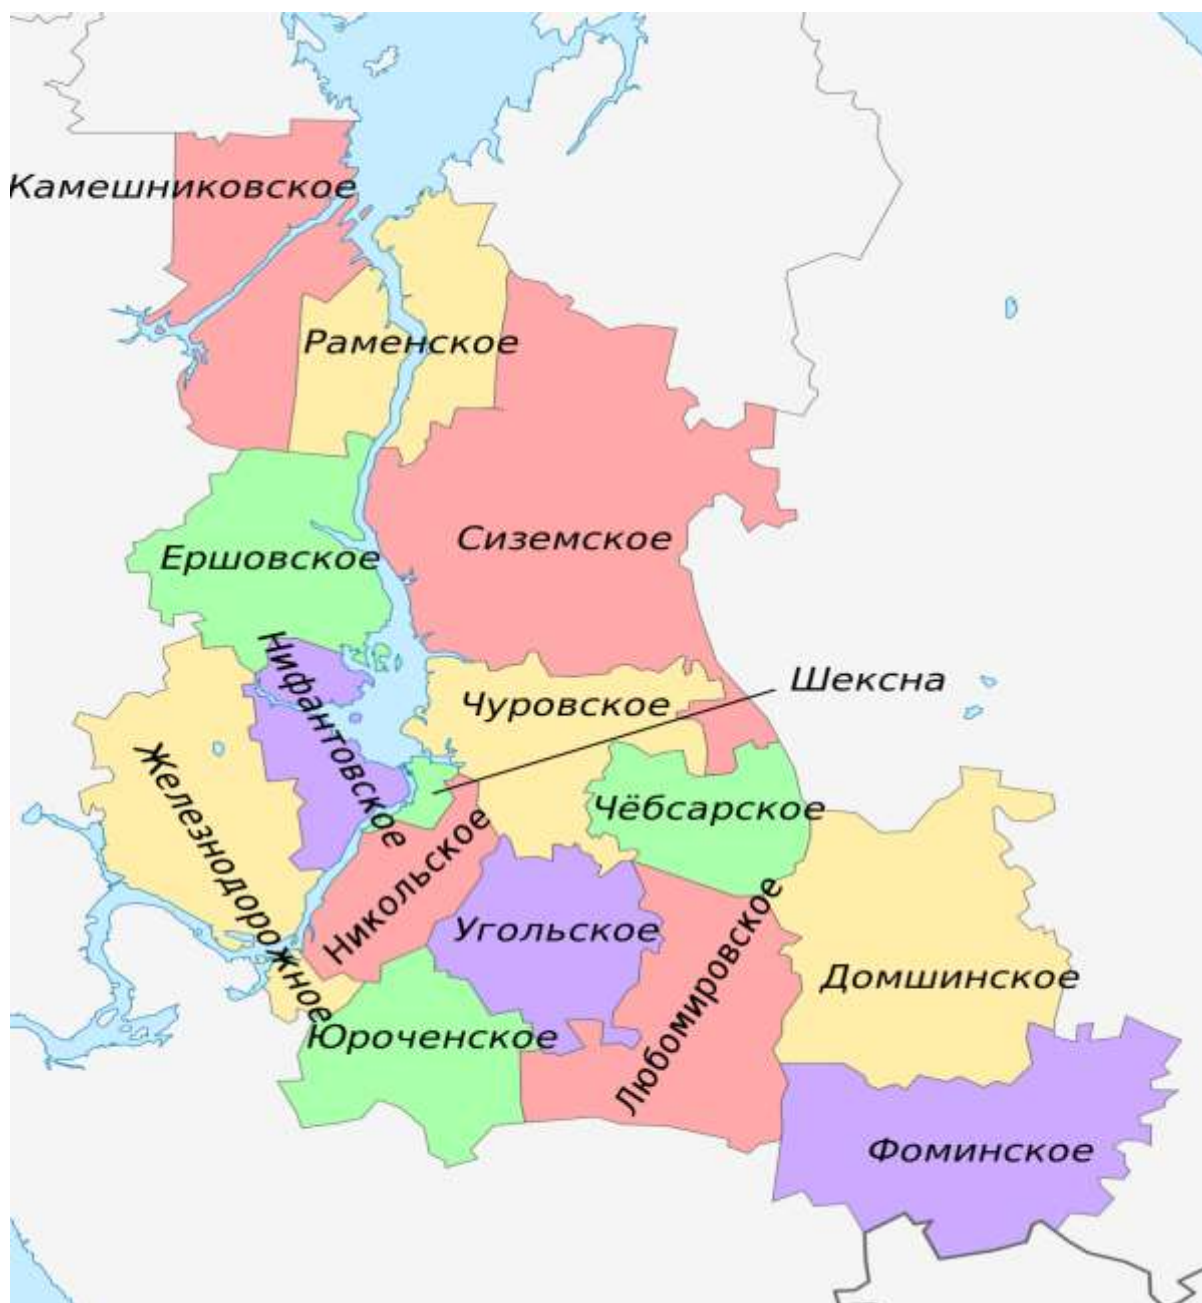 Камешниковское
Раменское
Сиземское
Ершовское
Нифантовское
Шексна
Чуровское
Железнодорожное
Чёбсарское
Никольское
Угольское
Любомировское
Домшинское
Юроченское
Фоминское